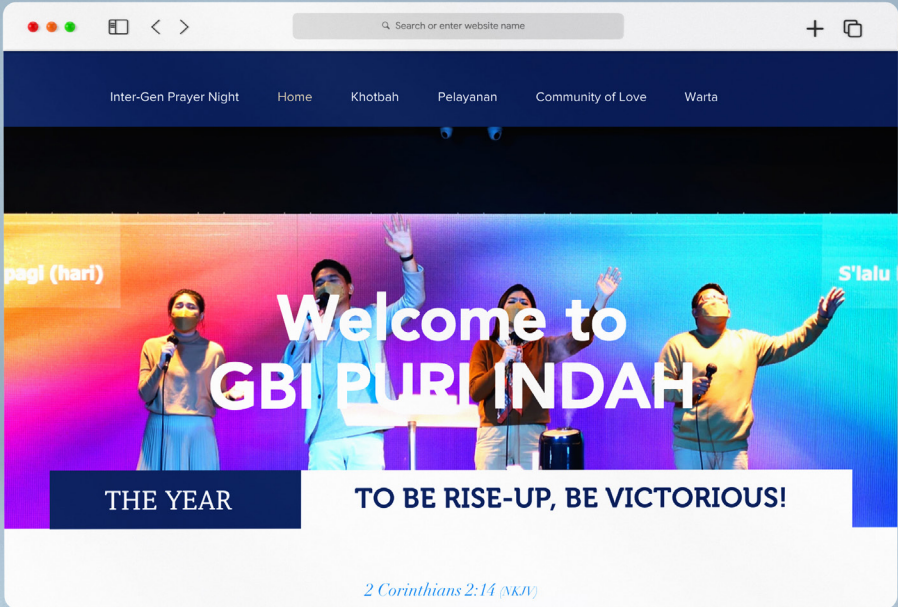 Search or enter website name
Inter-Gen Prayer Night Home Khotbah Pelayanan Community of Love Warta
pagi (hari)
S'lalu
Welcome to
GBI PURI INDAH
THE YEAR
TO BE RISE-UP, BE VICTORIOUS!
2 Corinthians 2:14 (NKJV)